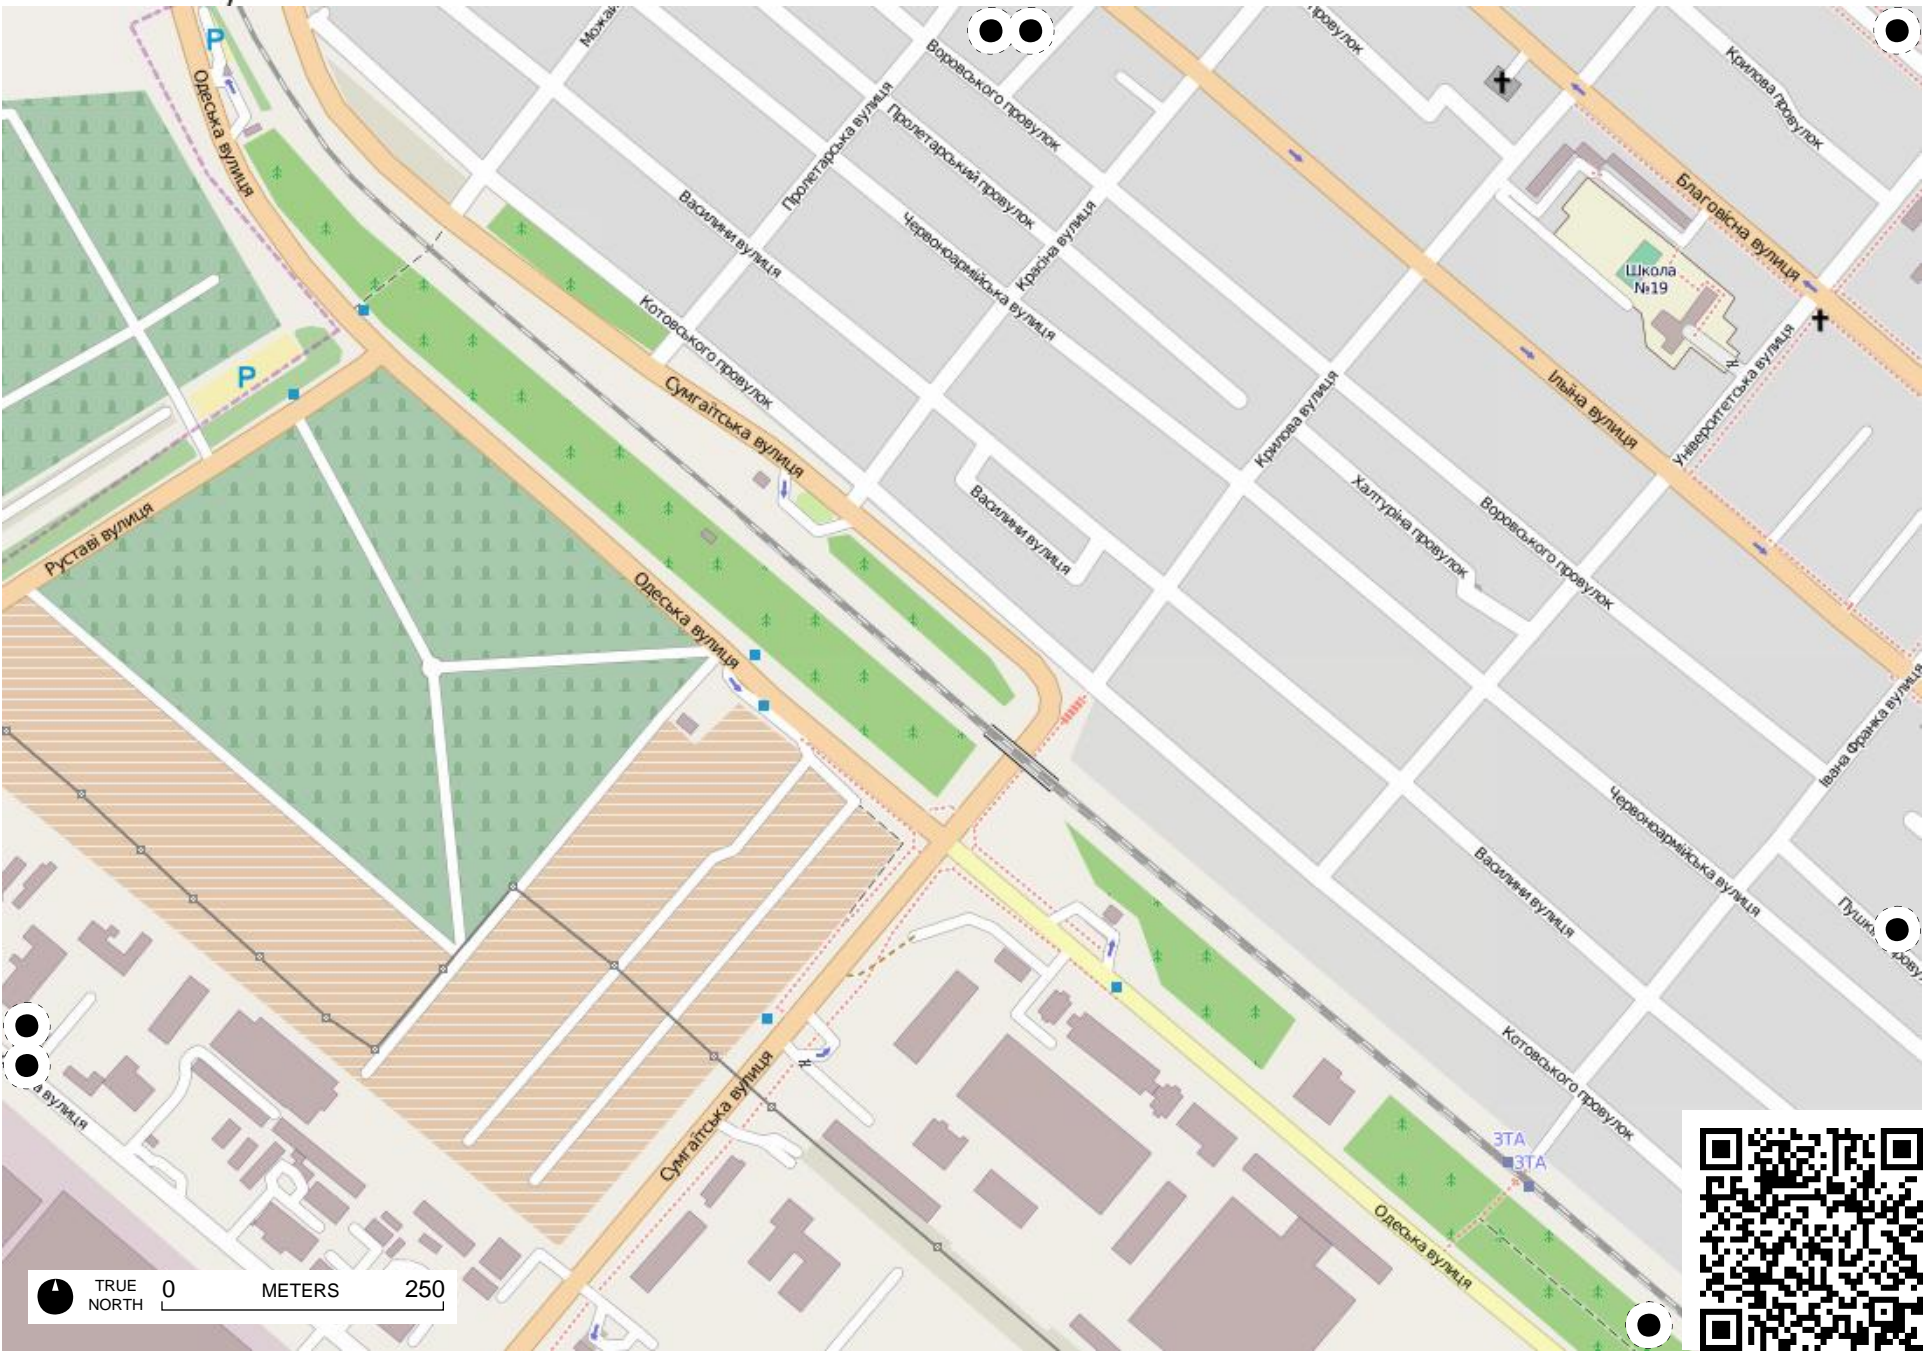 P
Одеська вулиця
Можай
Воровського провулок
Пролетарська вулиця
Пролетарський провулок
провулок
Крилова провулок
Василини вулиця
Червоноармійська вулиця
Красіна вулиця
Благовісна вулиця
Школа
№19
Котовського провулок
Сумгаїтська вулиця
P
Крилова вулиця
Ільїна вулиця
Університетська вулиця
Руставі вулиця
Василини вулиця
Халтуріна провулок
Воровського провулок
Одеська вулиця
Івана Франка вулиця
Червоноармійська вулиця
Василини вулиця
Котовського провулок
а вулиця
Сумгаїтська вулиця
ЗТА
ЗТА
Одеська вулиця
TRUE
NORTH
0 METERS 250